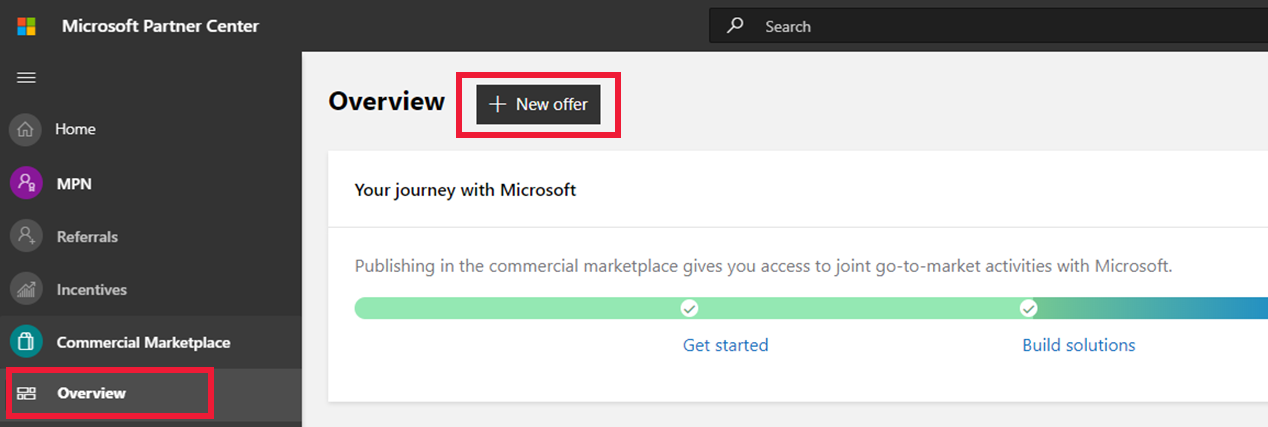 Microsoft Partner Center
Search
Home
MPN
Referrals
Incentives
Commercial Marketplace
Overview
Overview
New offer
Your journey with Microsoft
Publishing in the commercial marketplace gives you access to joint go-to-market activities with Microsoft.
Get started
Build solutions